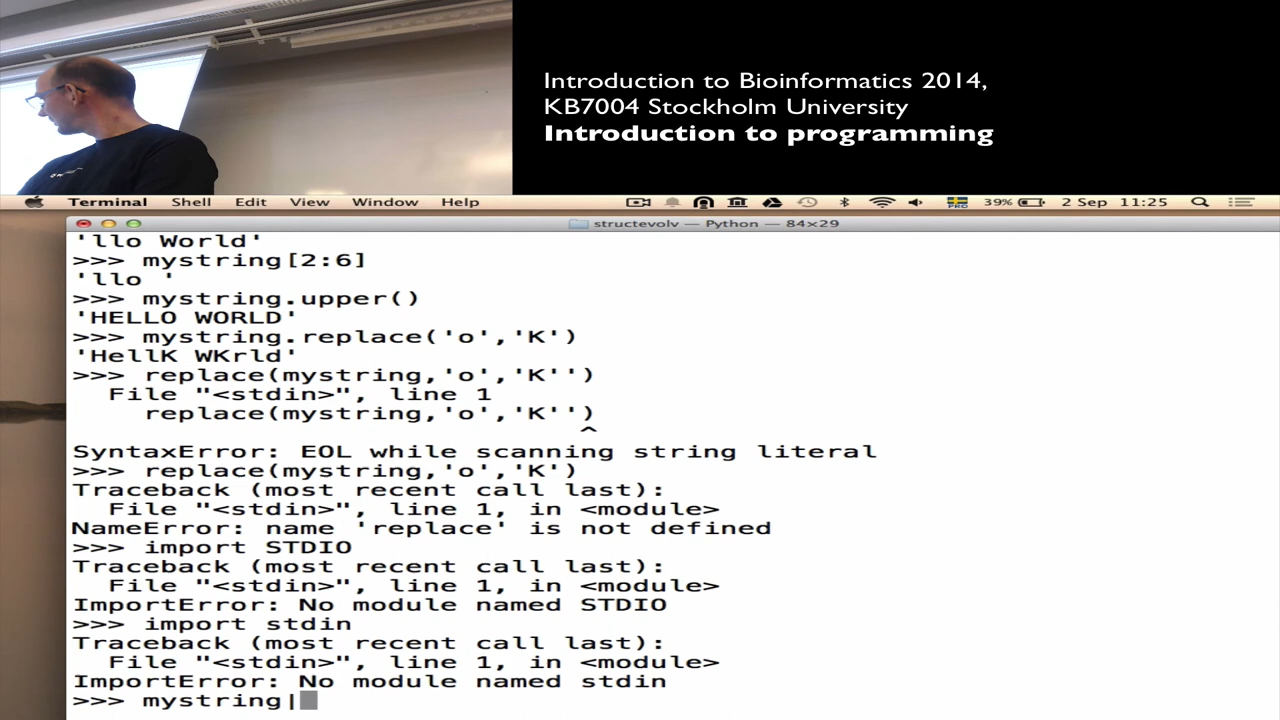 Introduction to Bioinformatics 2014,
KB7004 Stockholm University
Introduction to programming
Terminal Shell Edit View Window Help 39% 2 Sep 11:25
structevolv — Python — 84×29
'llo World'
>>> mystring[2:6]
'llo '
>>> mystring.upper()
'HELLO WORLD'
>>> mystring.replace('o','K')
'HellK WKrld'
>>> replace(mystring,'o','K'')
  File "<stdin>", line 1
    replace(mystring,'o','K'')
                             ^
SyntaxError: EOL while scanning string literal
>>> replace(mystring,'o','K')
Traceback (most recent call last):
  File "<stdin>", line 1, in <module>
NameError: name 'replace' is not defined
>>> import STDIO
Traceback (most recent call last):
  File "<stdin>", line 1, in <module>
ImportError: No module named STDIO
>>> import stdin
Traceback (most recent call last):
  File "<stdin>", line 1, in <module>
ImportError: No module named stdin
>>> mystring|